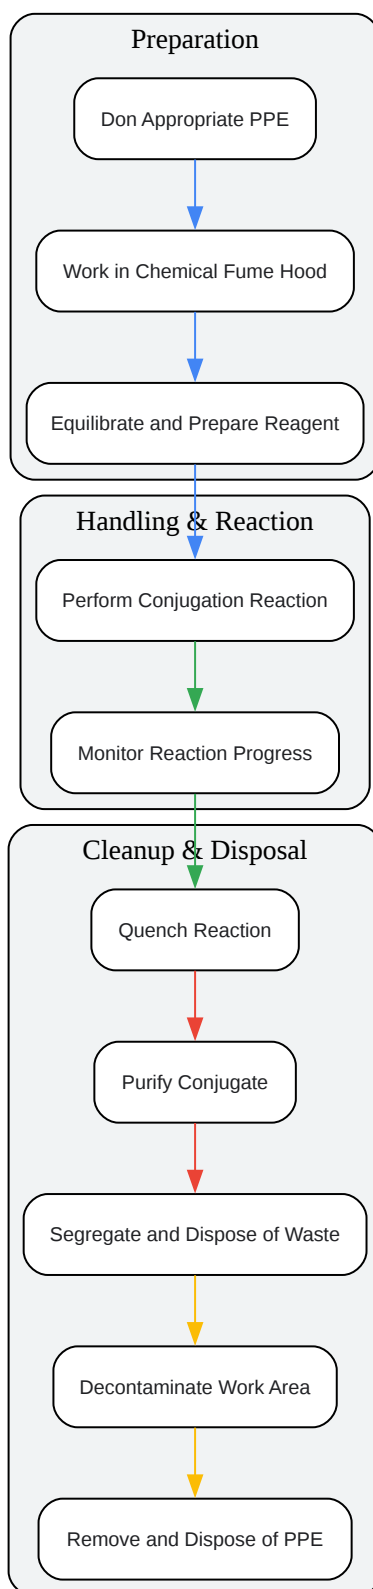 Preparation
Don Appropriate PPE
Work in Chemical Fume Hood
Equilibrate and Prepare Reagent
Handling & Reaction
Perform Conjugation Reaction
Monitor Reaction Progress
Cleanup & Disposal
Quench Reaction
Purify Conjugate
Segregate and Dispose of Waste
Decontaminate Work Area
Remove and Dispose of PPE